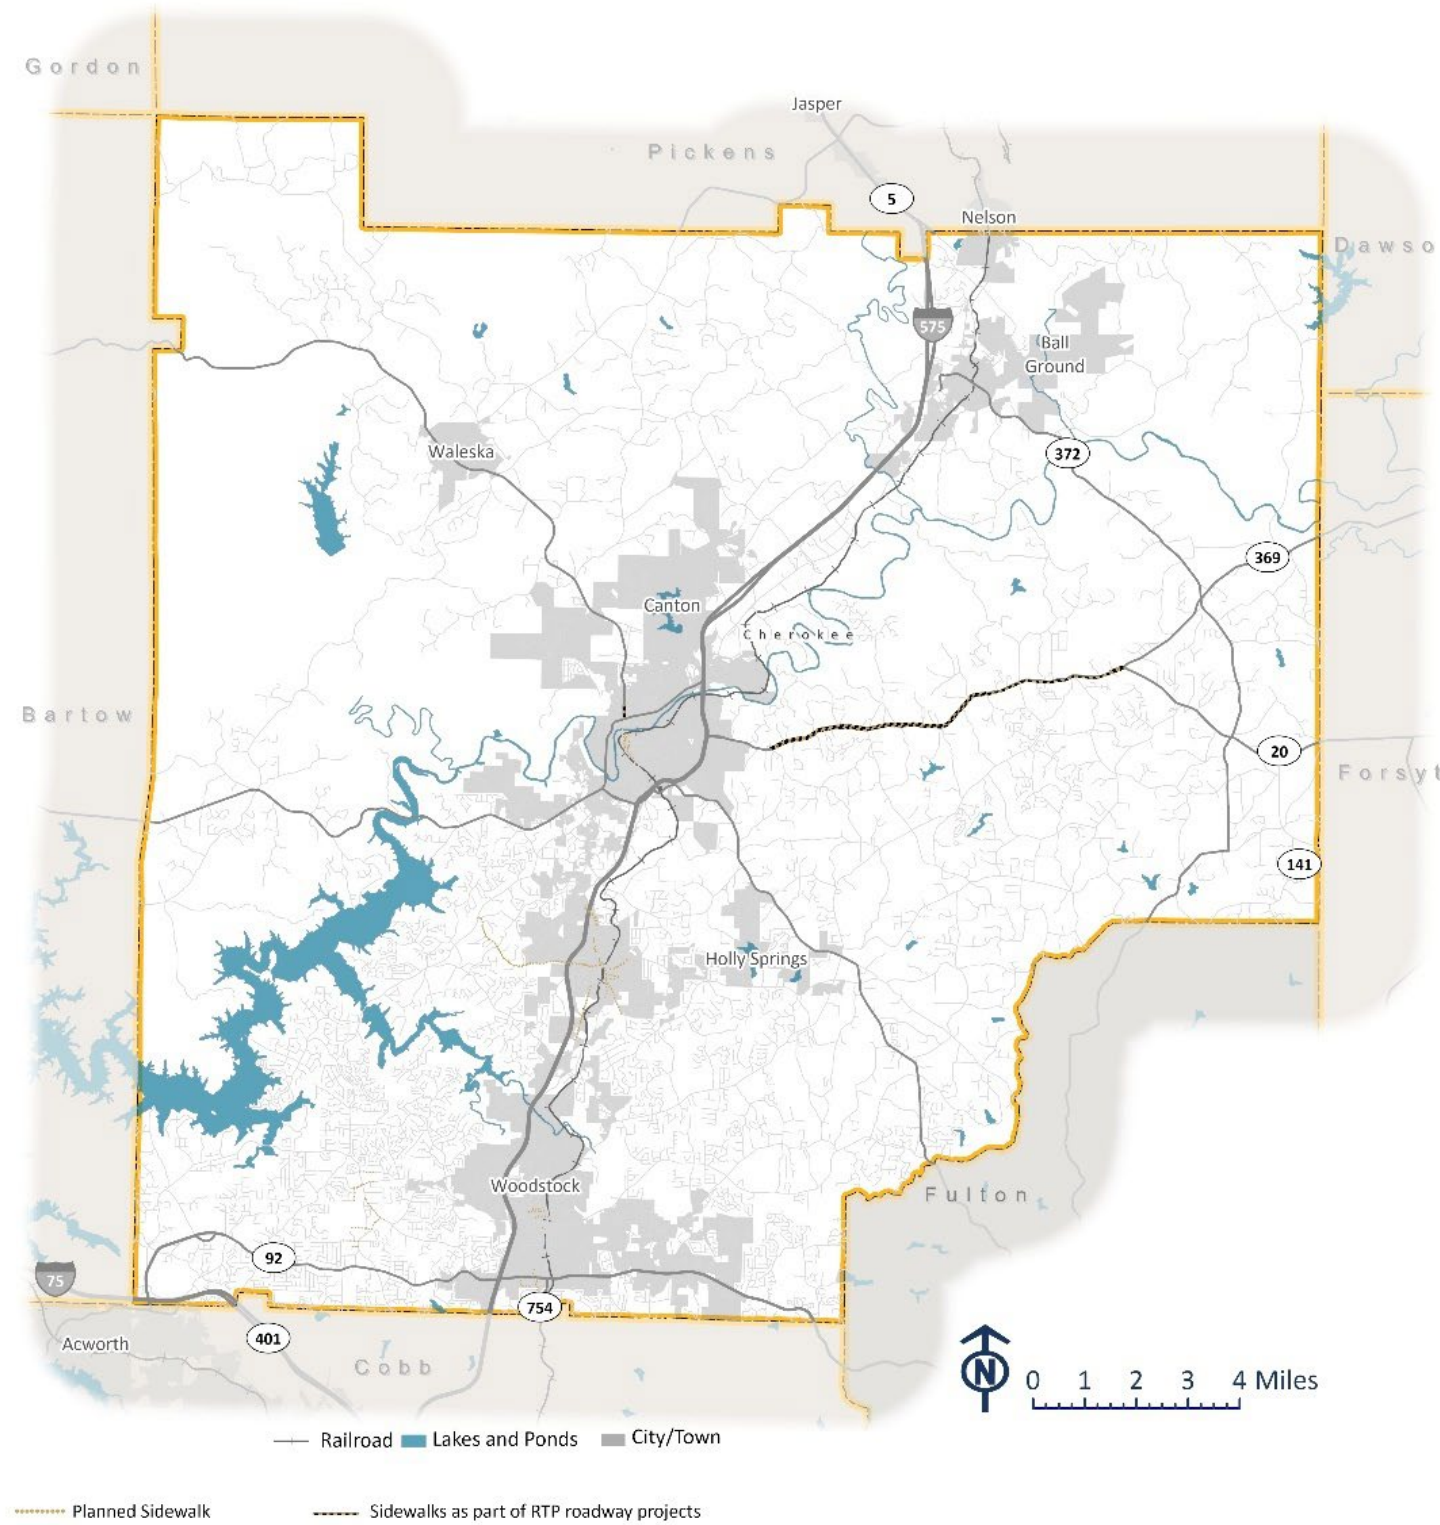 Gordon
Jasper
Pickens
5
Nelson
Dawso
575
Ball
Ground
Waleska
372
369
Canton
Cherokee
Bartow
20
Forsyt
141
Holly Springs
Woodstock
Fulton
92
75
754
401
Acworth
Cobb
N
0 1 2 3 4 Miles
Railroad Lakes and Ponds City/Town
Planned Sidewalk Sidewalks as part of RTP roadway projects